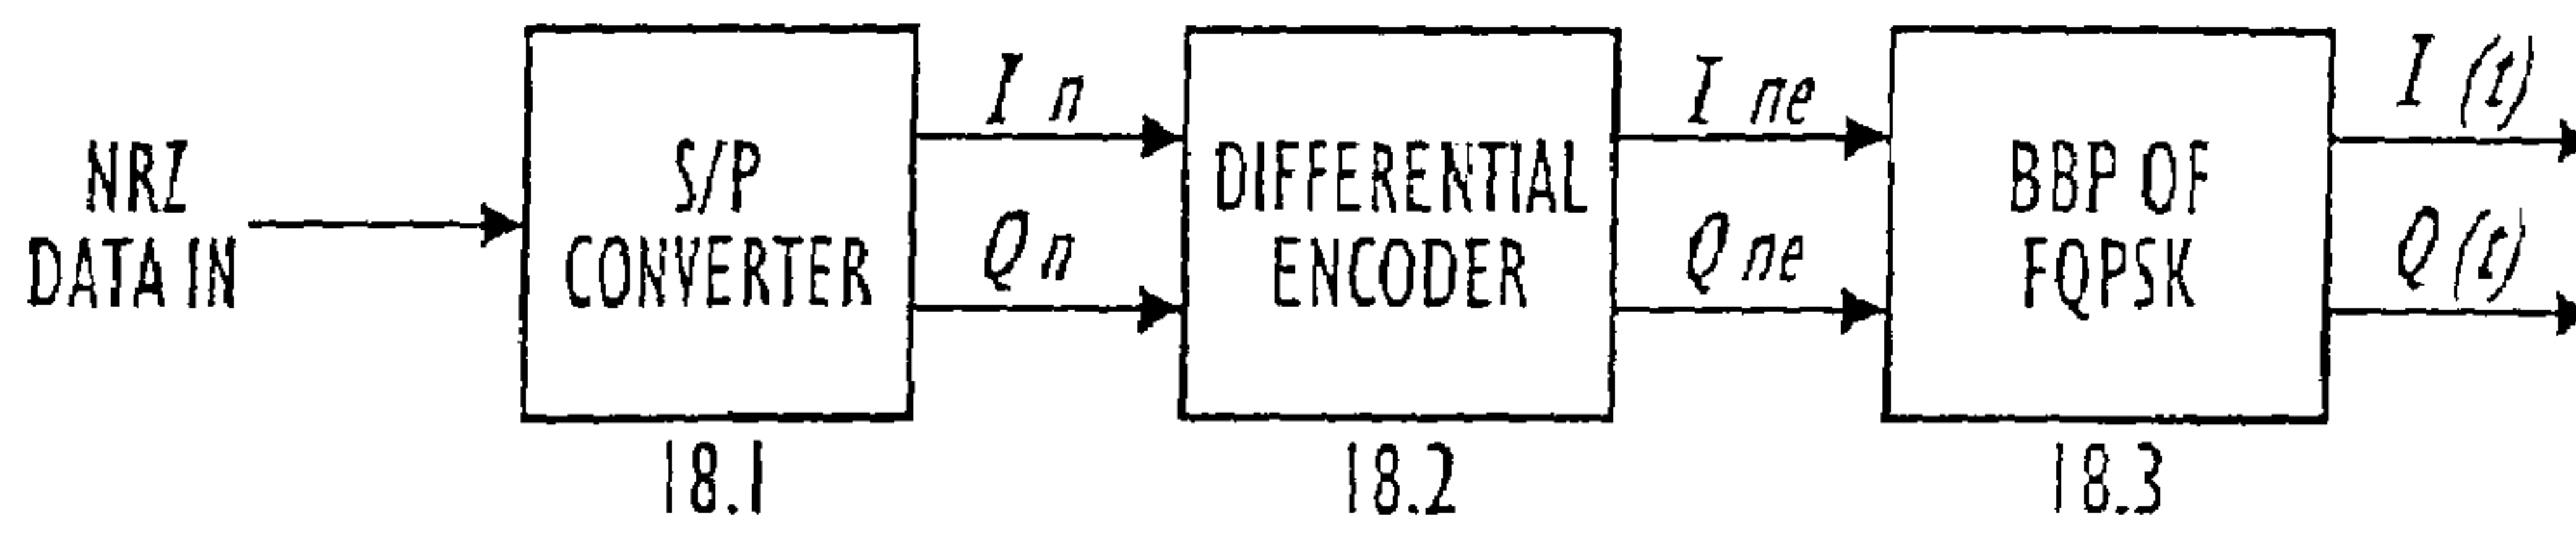 NRZ
DATA IN
S/P
CONVERTER
18.1
I n
Q n
DIFFERENTIAL
ENCODER
18.2
I ne
Q ne
BBP OF
FQPSK
18.3
I (t)
Q (t)